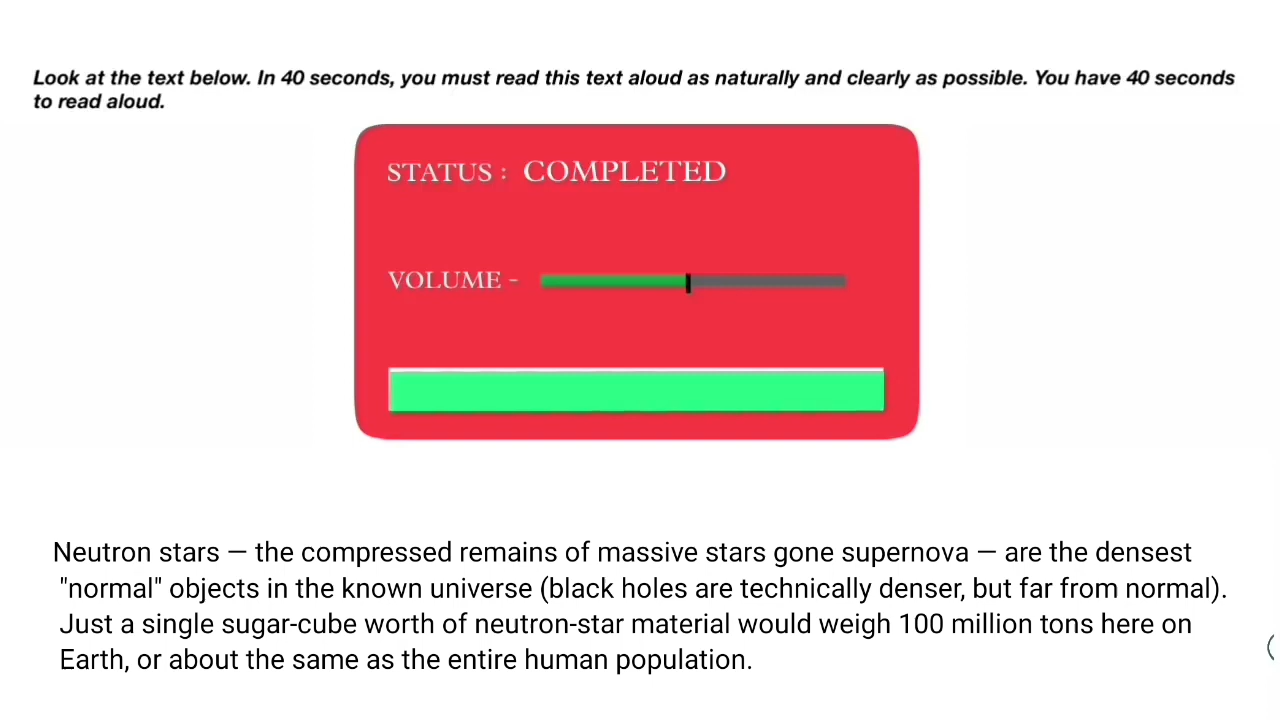 Look at the text below. In 40 seconds, you must read this text aloud as naturally and clearly as possible. You have 40 seconds
to read aloud.
STATUS : COMPLETED
VOLUME -
Neutron stars — the compressed remains of massive stars gone supernova — are the densest
"normal" objects in the known universe (black holes are technically denser, but far from normal).
Just a single sugar-cube worth of neutron-star material would weigh 100 million tons here on
Earth, or about the same as the entire human population.